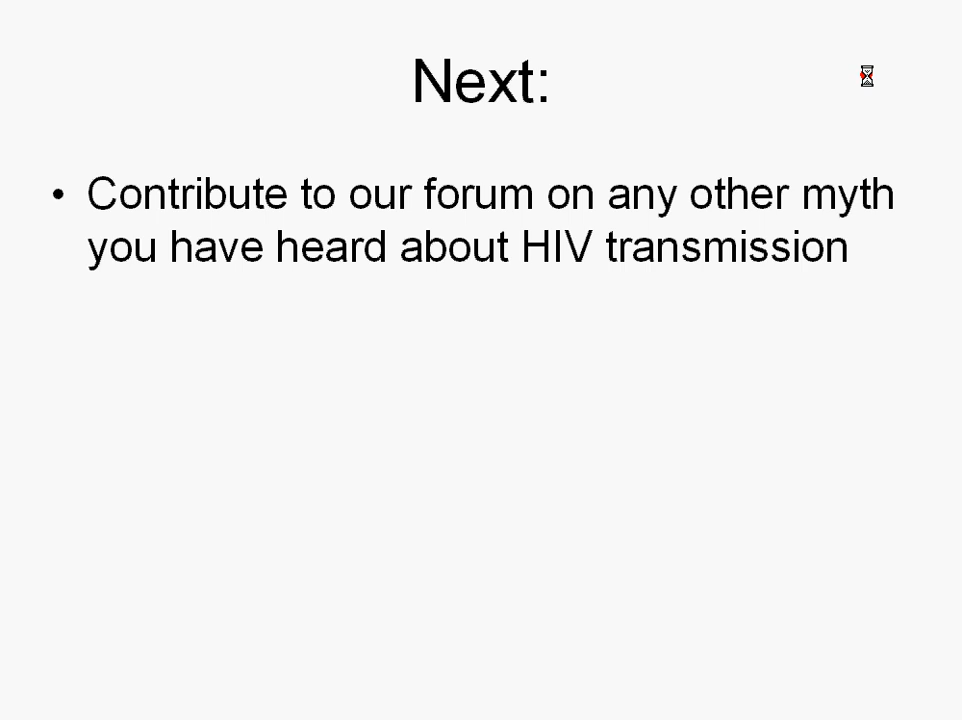 Next:
• Contribute to our forum on any other myth
you have heard about HIV transmission